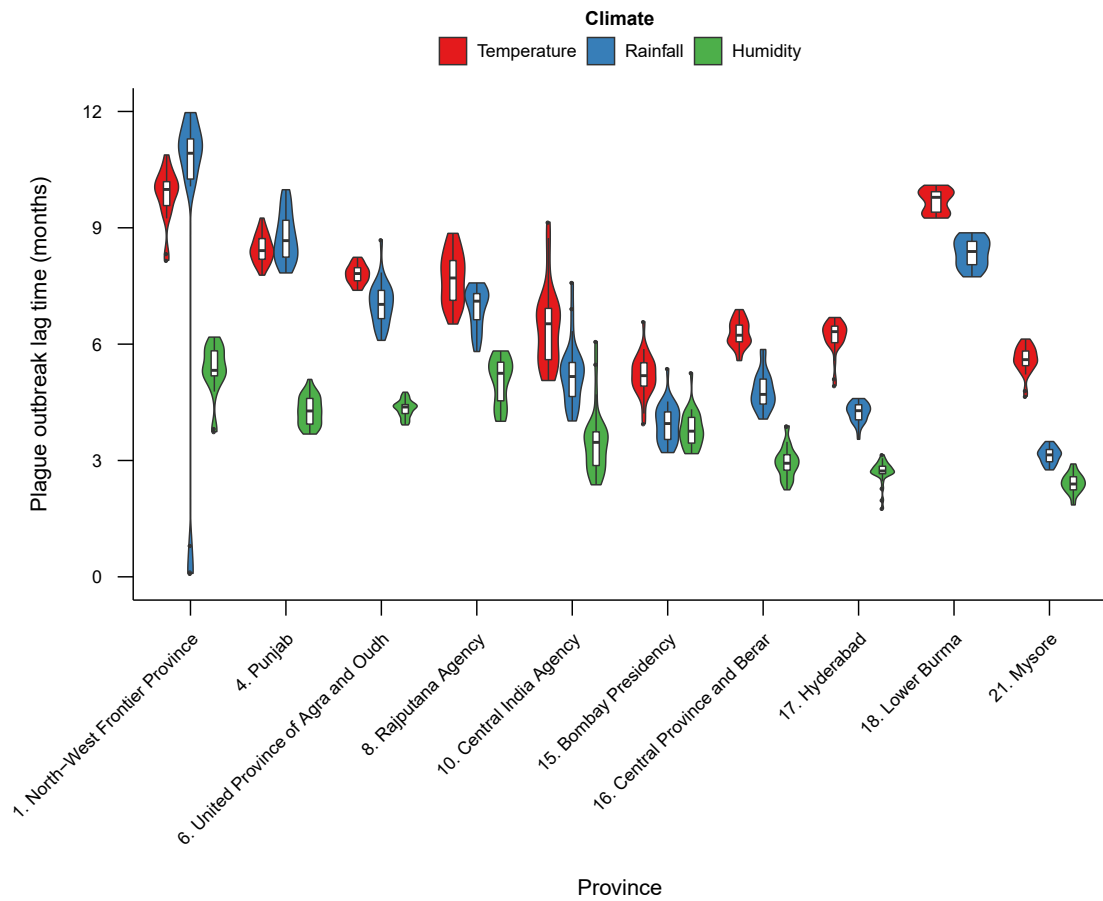 Climate
Temperature Rainfall Humidity
Plague outbreak lag time (months)
12
9
6
3
0
1. North−West Frontier Province
4. Punjab
6. United Province of Agra and Oudh
8. Rajputana Agency
10. Central India Agency
15. Bombay Presidency
16. Central Province and Berar
17. Hyderabad
18. Lower Burma
21. Mysore
Province